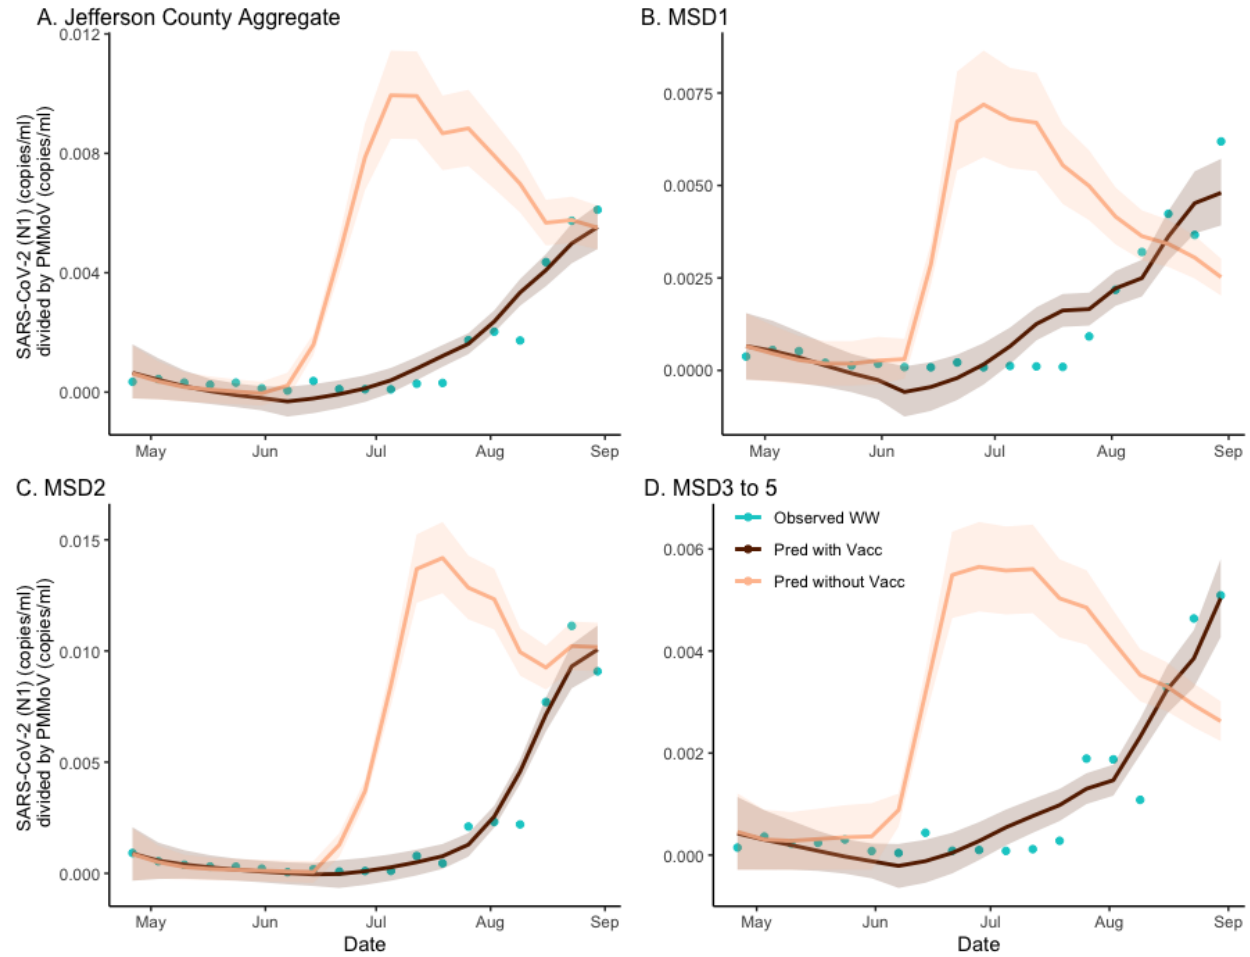 A. Jefferson County Aggregate
SARS-CoV-2 (N1) (copies/ml)
divided by PMMoV (copies/ml)
0.012
0.008
0.004
0.000
May Jun Jul Aug Sep
B. MSD1
0.0075
0.0050
0.0025
0.0000
May Jun Jul Aug Sep
C. MSD2
SARS-CoV-2 (N1) (copies/ml)
divided by PMMoV (copies/ml)
0.015
0.010
0.005
0.000
May Jun Jul Aug Sep
Date
D. MSD3 to 5
Observed WW
Pred with Vacc
Pred without Vacc
0.006
0.004
0.002
0.000
May Jun Jul Aug Sep
Date